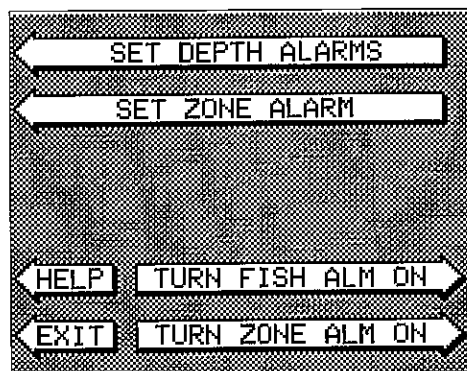 SET DEPTH ALARMS
SET ZONE ALARM
HELP TURN FISH ALM ON
EXIT TURN ZONE ALM ON